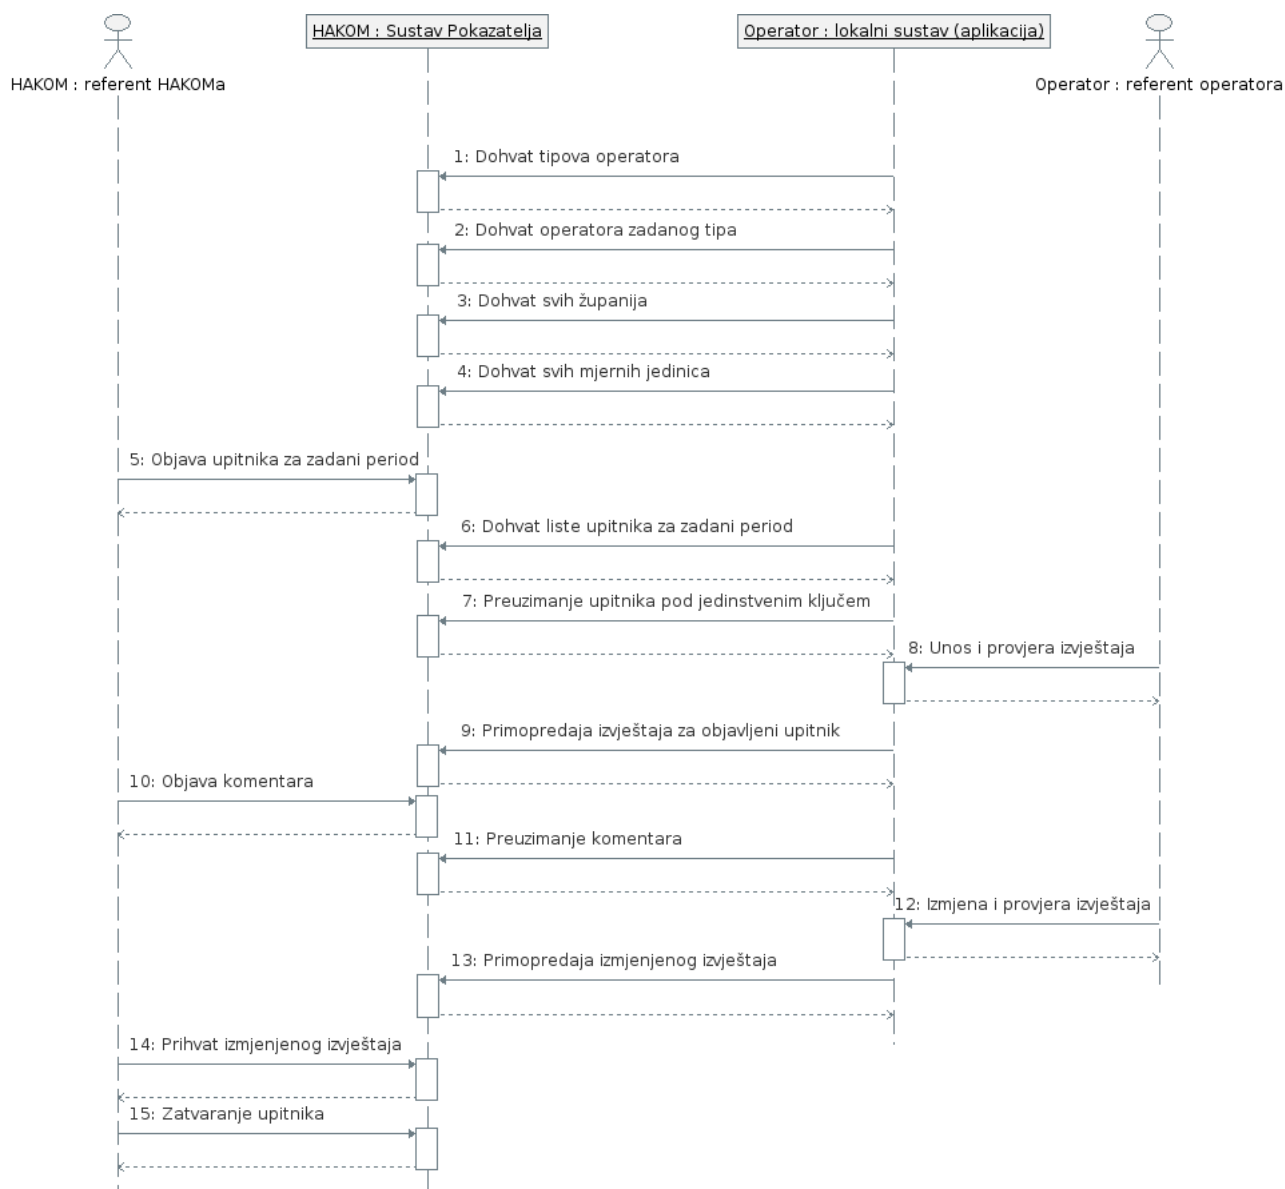 HAKOM : Sustav Pokazatelja
Operator : lokalni sustav (aplikacija)
HAKOM : referent HAKOMa
Operator : referent operatora
1: Dohvat tipova operatora
2: Dohvat operatora zadanog tipa
3: Dohvat svih županija
4: Dohvat svih mjernih jedinica
5: Objava upitnika za zadani period
6: Dohvat liste upitnika za zadani period
7: Preuzimanje upitnika pod jedinstvenim ključem
8: Unos i provjera izvještaja
9: Primopredaja izvještaja za objavljeni upitnik
10: Objava komentara
11: Preuzimanje komentara
12: Izmjena i provjera izvještaja
13: Primopredaja izmjenjenog izvještaja
14: Prihvat izmjenjenog izvještaja
15: Zatvaranje upitnika